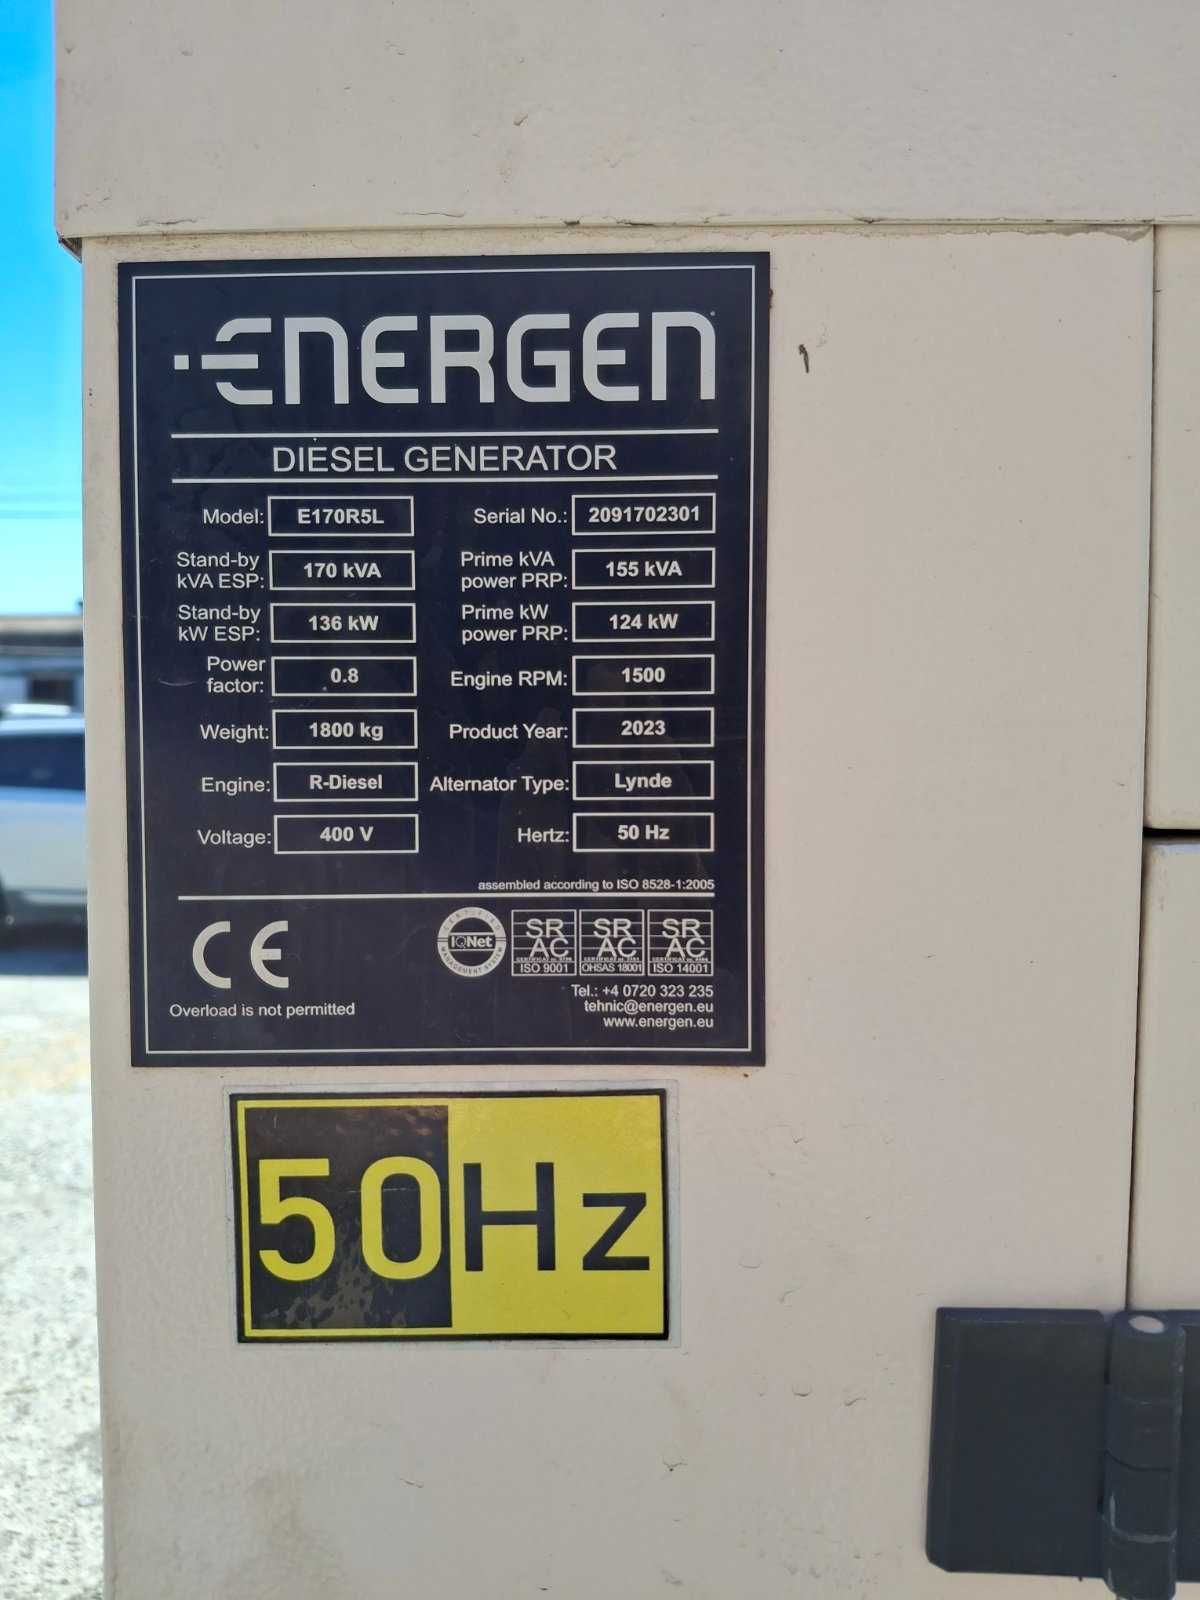 ENERGEN
DIESEL GENERATOR
Model: E170R5L Serial No.: 2091702301
Stand-by kVA ESP: 170 kVA Prime kVA power PRP: 155 kVA
Stand-by kW ESP: 136 kW Prime kW power PRP: 124 kW
Power factor: 0.8 Engine RPM: 1500
Weight: 1800 kg Product Year: 2023
Engine: R-Diesel Alternator Type: Lynde
Voltage: 400 V Hertz: 50 Hz
assembled according to ISO 8528-1:2005
CE
CERTIFIED IQNet MANAGEMENT SYSTEM
SR AC ISO 9001
SR AC OHSAS 18001
SR AC ISO 14001
Overload is not permitted
Tel.: +4 0720 323 235
tehnic@energen.eu
www.energen.eu
50Hz